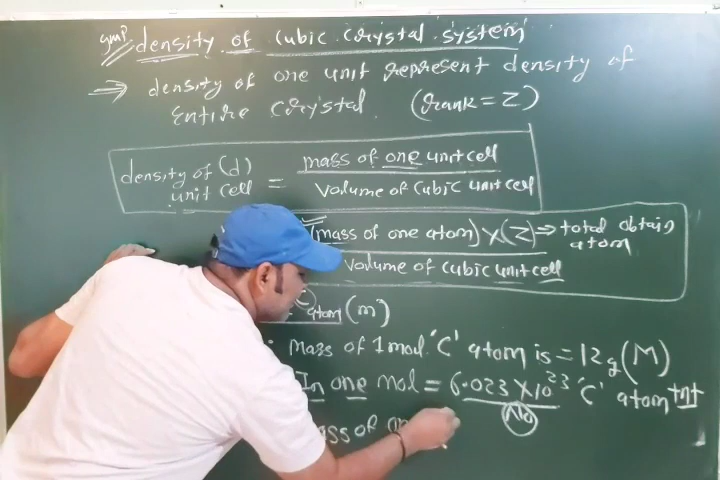 Imp density of cubic crystal system
⇒ density of one unit represent density of
Entire crystal. (Rank = Z)
density of (d) unit cell = mass of one unit cell / Volume of cubic unit cell
(mass of one atom) X (Z) ⇒ total obtain atom / Volume of cubic unit cell
atom (m)
: Mass of 1 mol 'C' atom is = 12g (M)
In one mol = 6.023 X 10^23 'C' atom
(No)
ass of